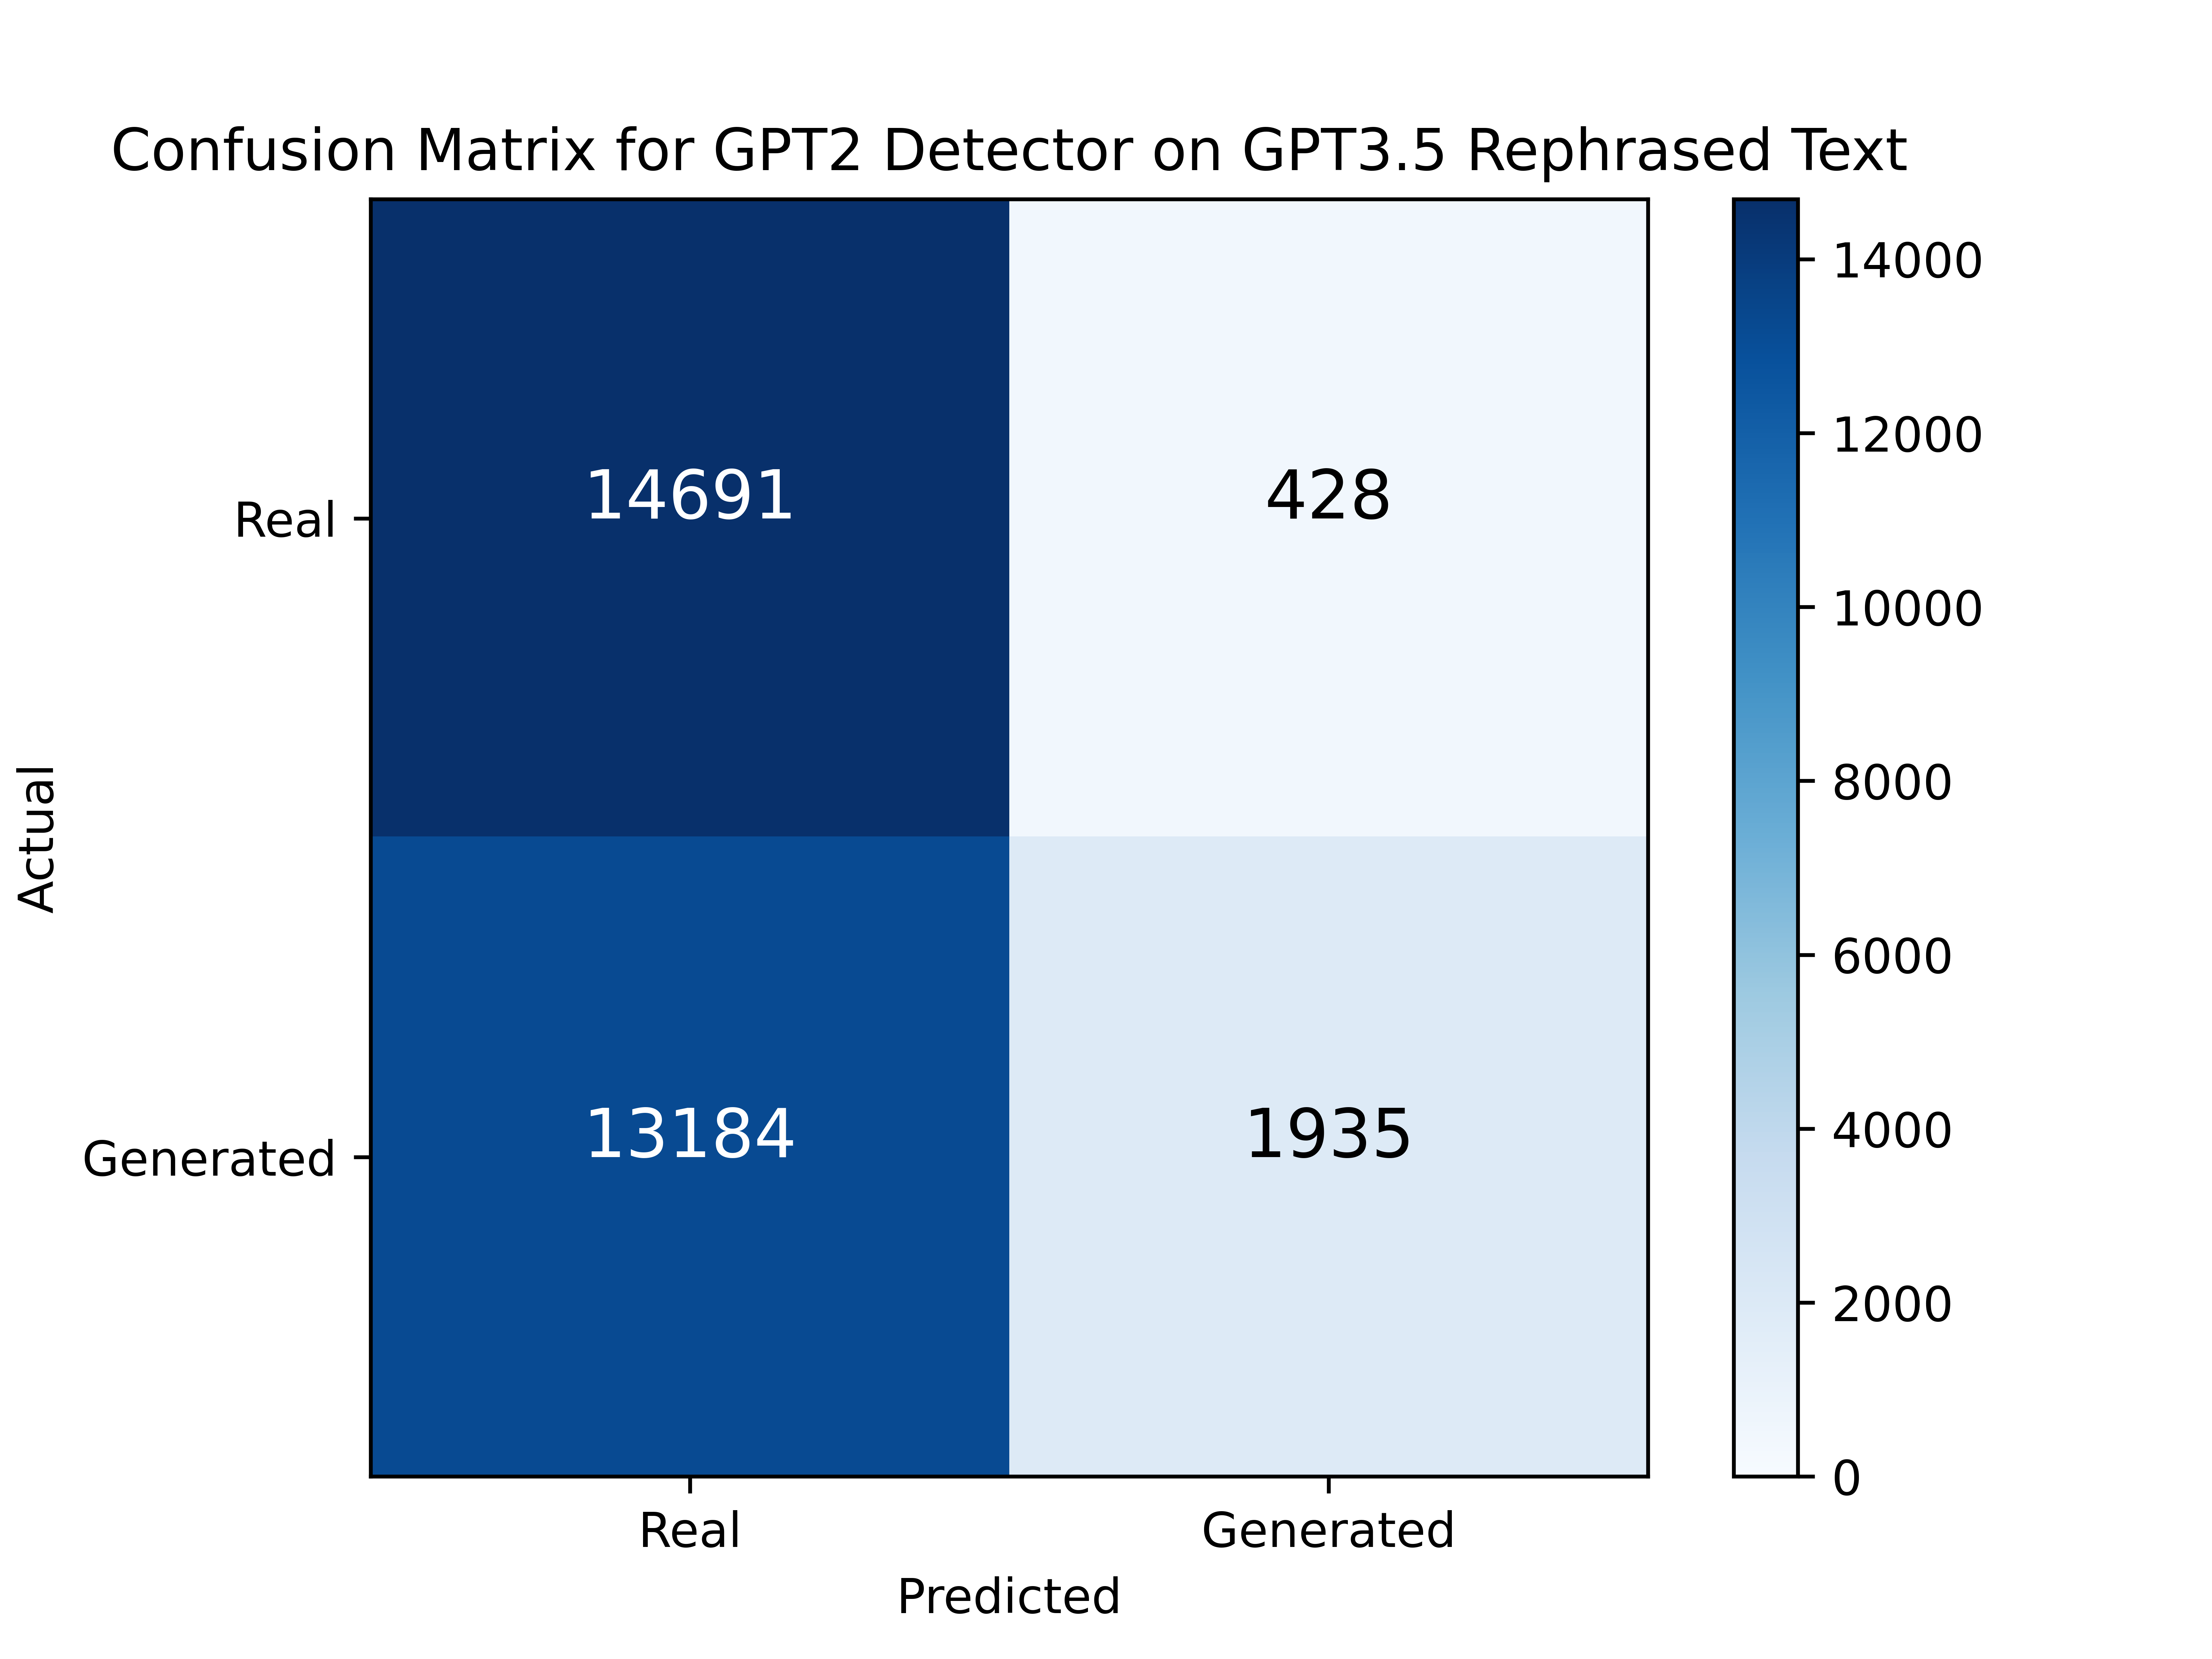 Confusion Matrix for GPT2 Detector on GPT3.5 Rephrased Text
14000
12000
10000
8000
6000
4000
2000
0
Actual
Real
14691
428
Generated
13184
1935
Real
Generated
Predicted